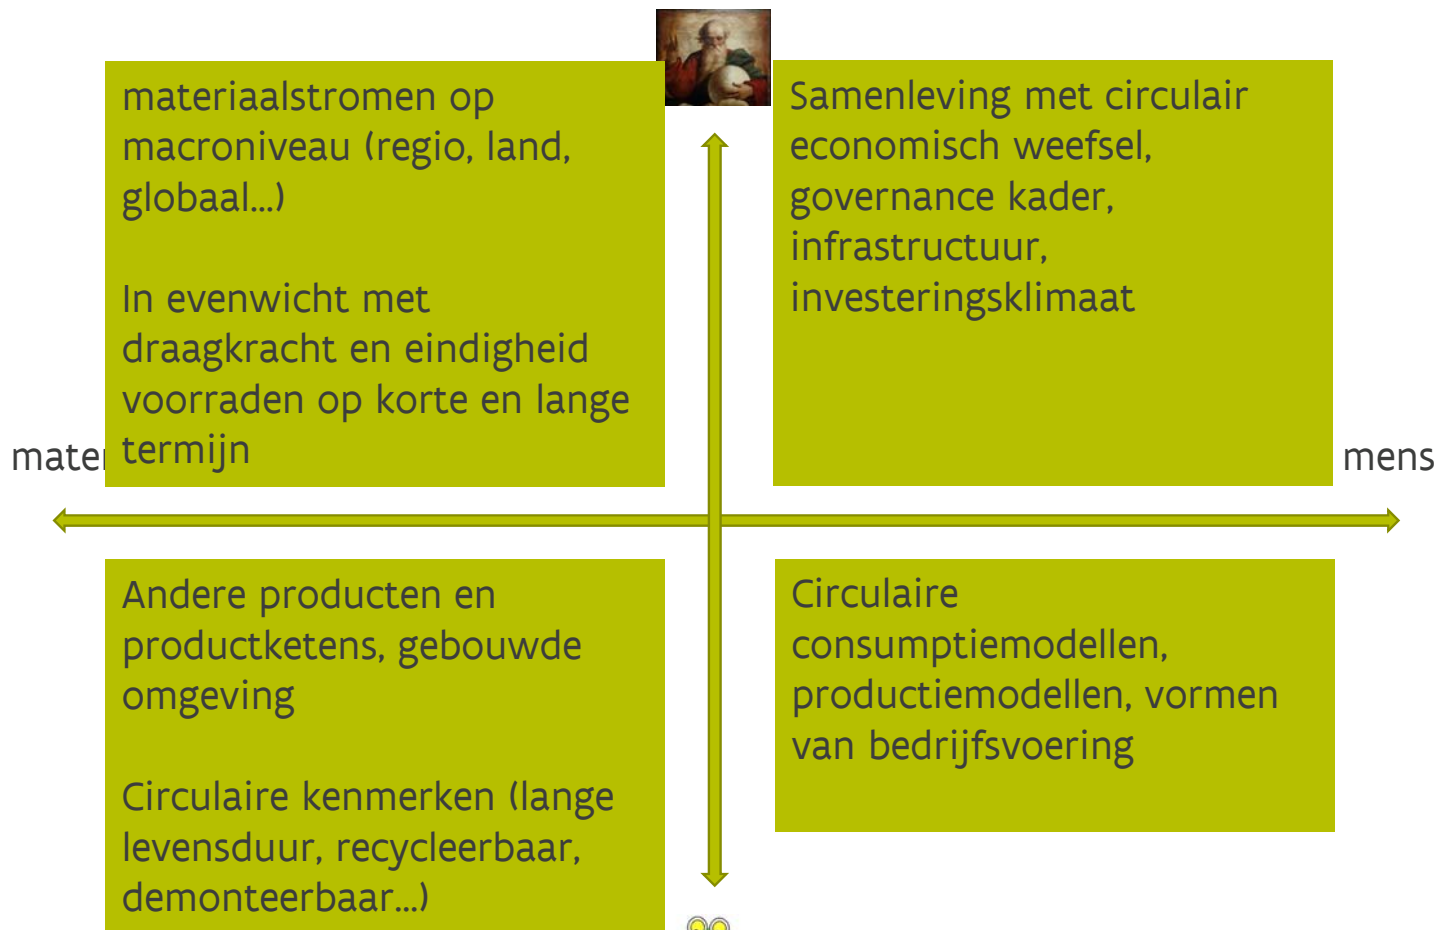 materiaalstromen op
macroniveau (regio, land,
globaal...)
In evenwicht met
draagkracht en eindigheid
voorraden op korte en lange
termijn
Samenleving met circulair
economisch weefsel,
governance kader,
infrastructuur,
investeringsklimaat
mens
Andere producten en
productketens, gebouwde
omgeving
Circulaire kenmerken (lange
levensduur, recycleerbaar,
demonteerbaar...)
Circulaire
consumptiemodellen,
productiemodellen, vormen
van bedrijfsvoering